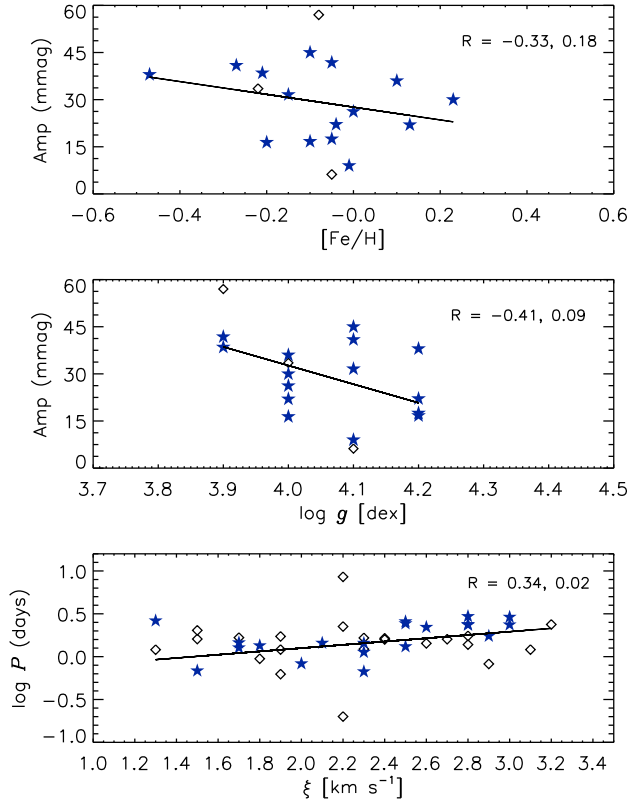 60
R = −0.33, 0.18
45
30
15
0
Amp (mmag)
−0.6 −0.4 −0.2 −0.0 0.2 0.4 0.6
[Fe/H]
60
R = −0.41, 0.09
45
30
15
0
Amp (mmag)
3.7 3.8 3.9 4.0 4.1 4.2 4.3 4.4 4.5
log g [dex]
1.0
R = 0.34, 0.02
0.5
0.0
−0.5
−1.0
log P (days)
1.0 1.2 1.4 1.6 1.8 2.0 2.2 2.4 2.6 2.8 3.0 3.2 3.4
ξ [km s⁻¹]